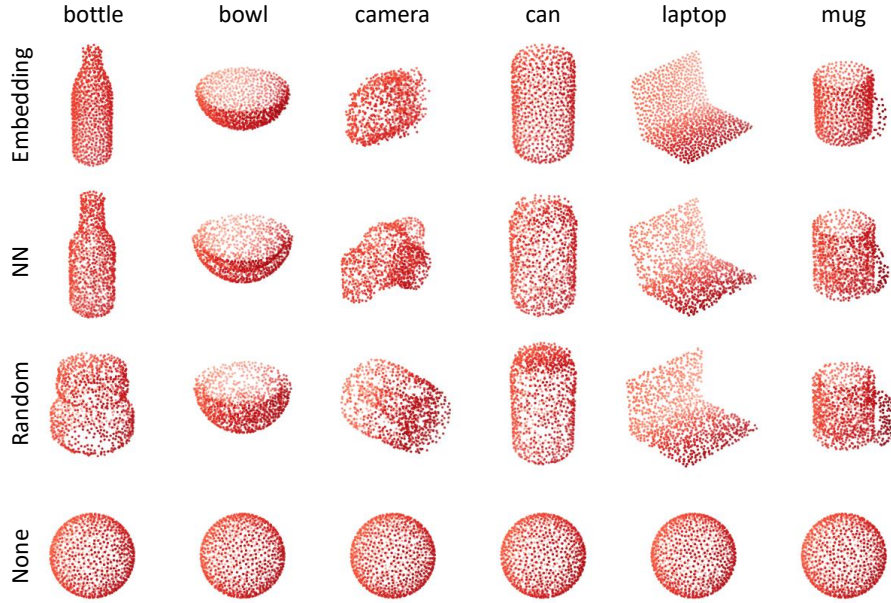 bottle bowl camera can laptop mug
Embedding
NN
Random
None